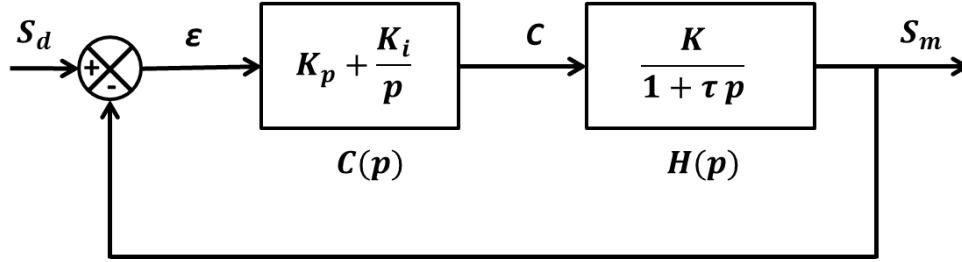 S_d
+
-
ε
K_p + K_i/p
C(p)
C
K/(1 + τ p)
H(p)
S_m